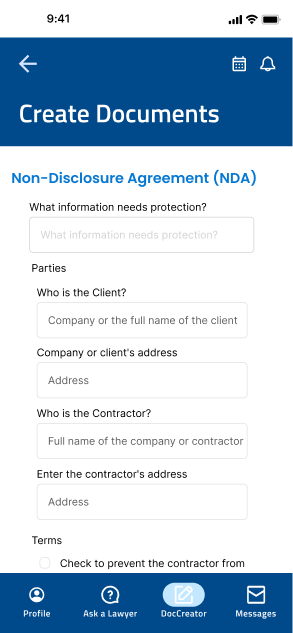 9:41
Create Documents
Non-Disclosure Agreement (NDA)
What information needs protection?
What information needs protection?
Parties
Who is the Client?
Company or the full name of the client
Company or client's address
Address
Who is the Contractor?
Full name of the company or contractor
Enter the contractor's address
Address
Terms
Check to prevent the contractor from
Profile
Ask a Lawyer
DocCreator
Messages